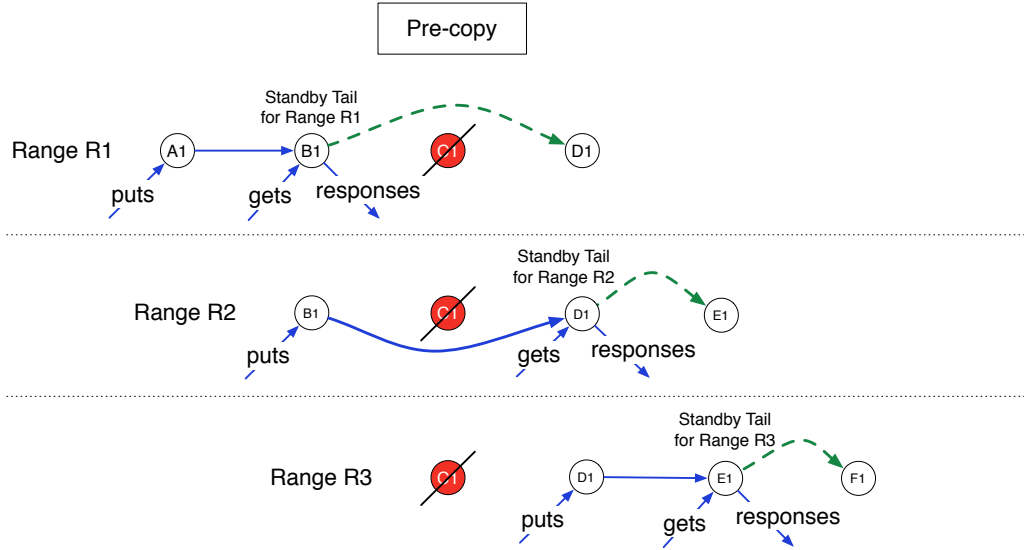 Pre-copy
Standby Tail
for Range R1
Range R1
A1
B1
C1
D1
puts
gets
responses
Standby Tail
for Range R2
Range R2
B1
C1
D1
E1
puts
gets
responses
Standby Tail
for Range R3
Range R3
C1
D1
E1
F1
puts
gets
responses